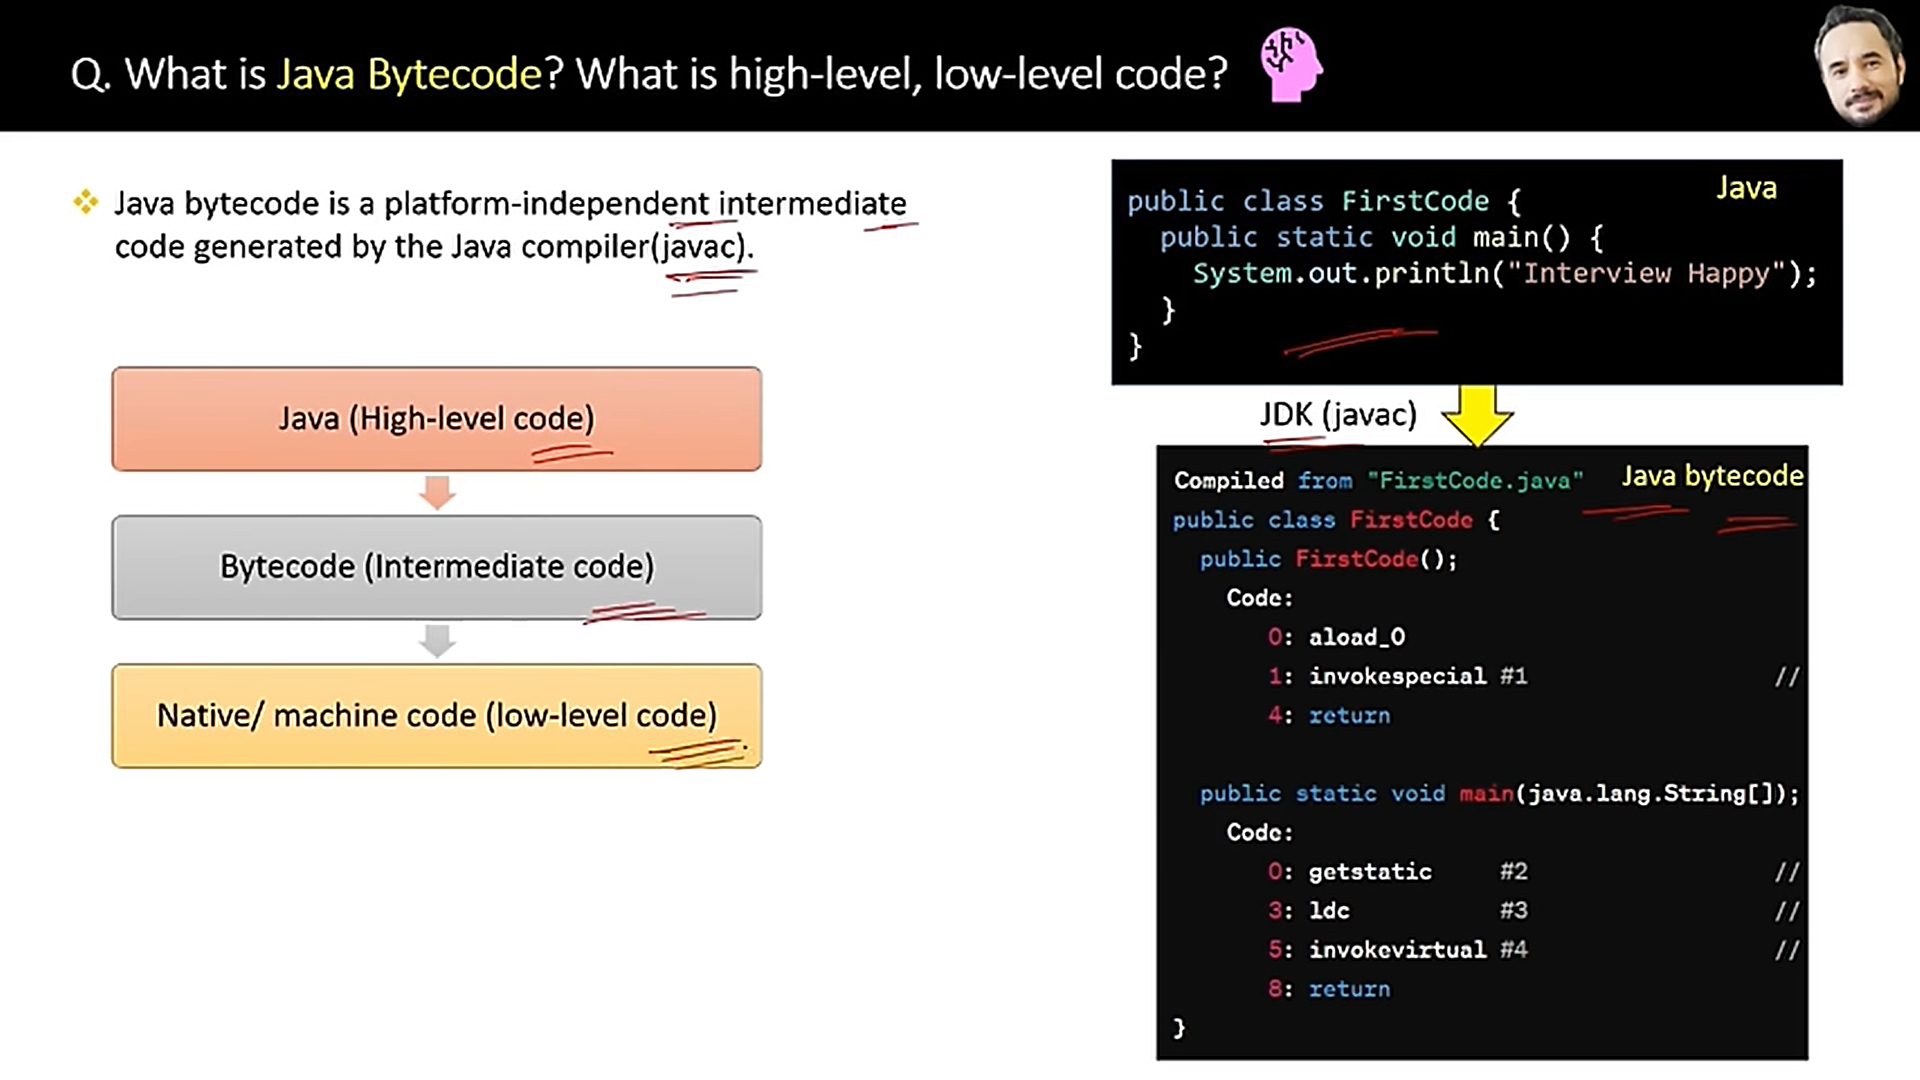 Q. What is Java Bytecode? What is high-level, low-level code?
Java bytecode is a platform-independent intermediate
code generated by the Java compiler(javac).
Java (High-level code)
Bytecode (Intermediate code)
Native/ machine code (low-level code)
Java
public class FirstCode {
public static void main() {
System.out.println("Interview Happy");
}
}
JDK (javac)
Java bytecode
Compiled from "FirstCode.java"
public class FirstCode {
public FirstCode();
Code:
0: aload_0
1: invokespecial #1 //
4: return
public static void main(java.lang.String[]);
Code:
0: getstatic #2 //
3: ldc #3 //
5: invokevirtual #4 //
8: return
}